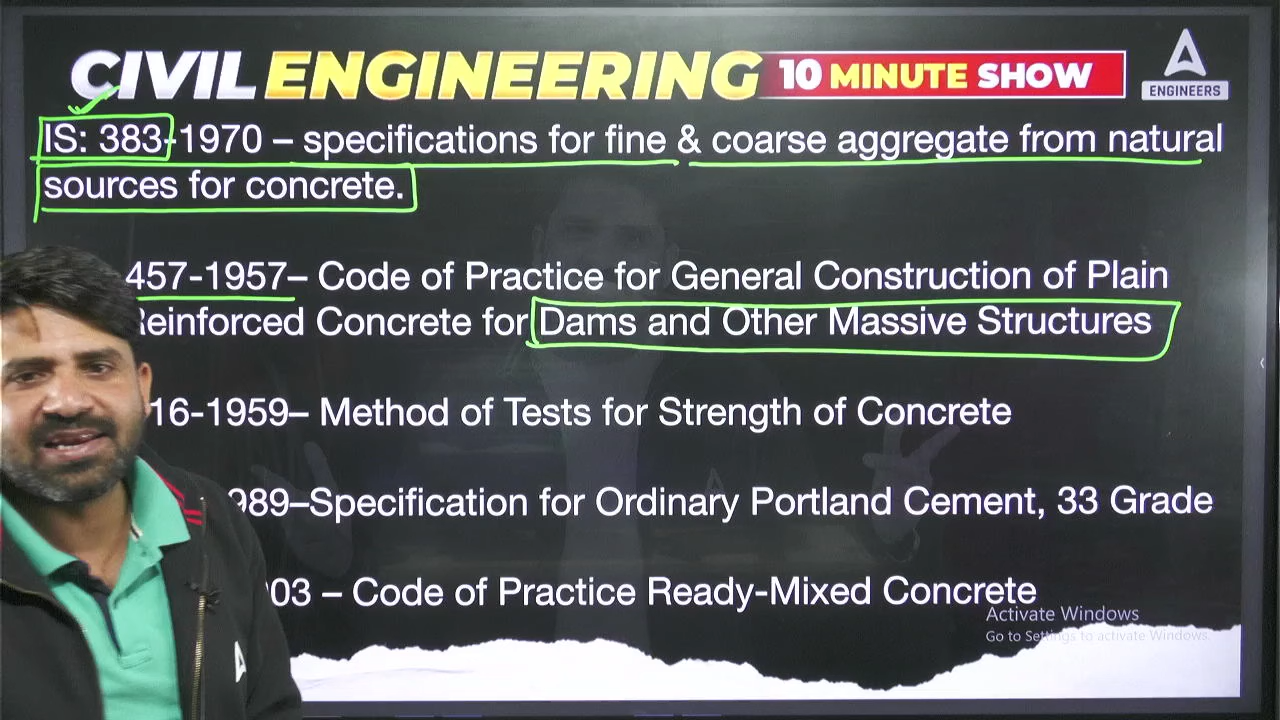 CIVIL ENGINEERING 10 MINUTE SHOW
ENGINEERS
IS: 383-1970 – specifications for fine & coarse aggregate from natural
sources for concrete.
457-1957– Code of Practice for General Construction of Plain
Reinforced Concrete for Dams and Other Massive Structures
16-1959– Method of Tests for Strength of Concrete
989–Specification for Ordinary Portland Cement, 33 Grade
03 – Code of Practice Ready-Mixed Concrete
Activate Windows
Go to Settings to activate Windows.